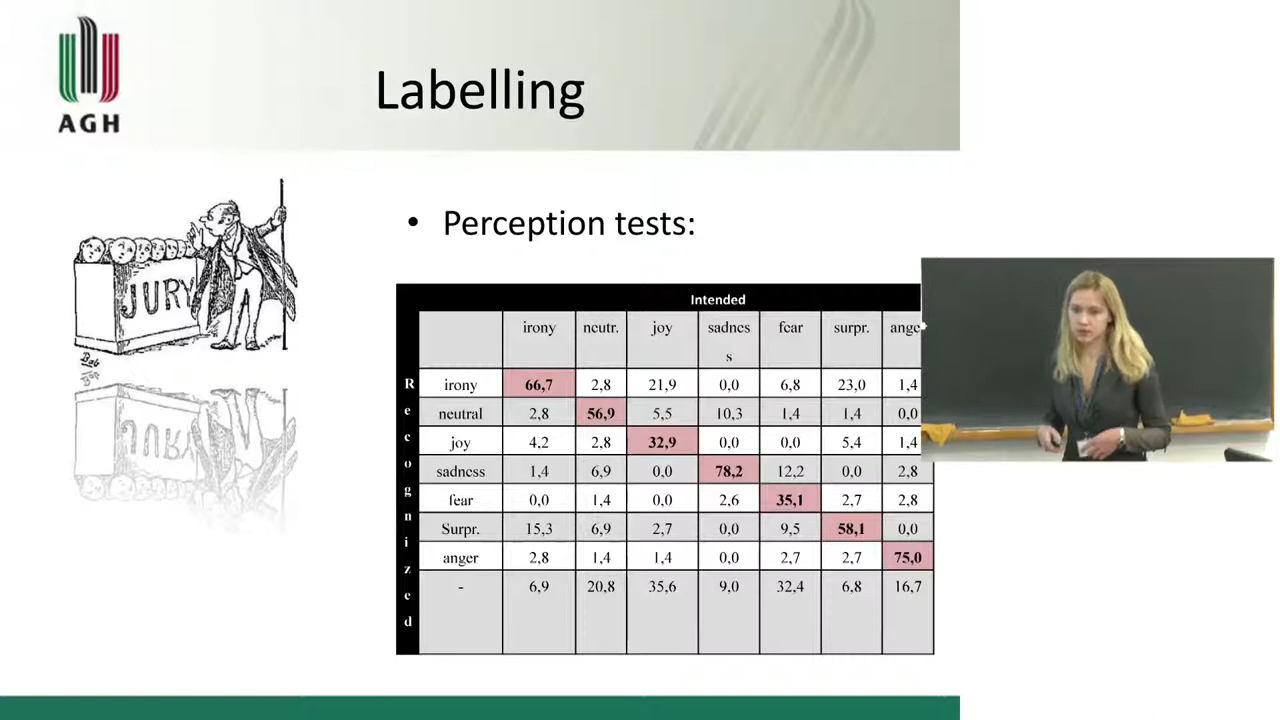 AGH
Labelling
JURY
• Perception tests:
Intended
irony neutr. joy sadnes s fear surpr. ange
Recognized
irony 66,7 2,8 21,9 0,0 6,8 23,0 1,4
neutral 2,8 56,9 5,5 10,3 1,4 1,4 0,0
joy 4,2 2,8 32,9 0,0 0,0 5,4 1,4
sadness 1,4 6,9 0,0 78,2 12,2 0,0 2,8
fear 0,0 1,4 0,0 2,6 35,1 2,7 2,8
Surpr. 15,3 6,9 2,7 0,0 9,5 58,1 0,0
anger 2,8 1,4 1,4 0,0 2,7 2,7 75,0
- 6,9 20,8 35,6 9,0 32,4 6,8 16,7